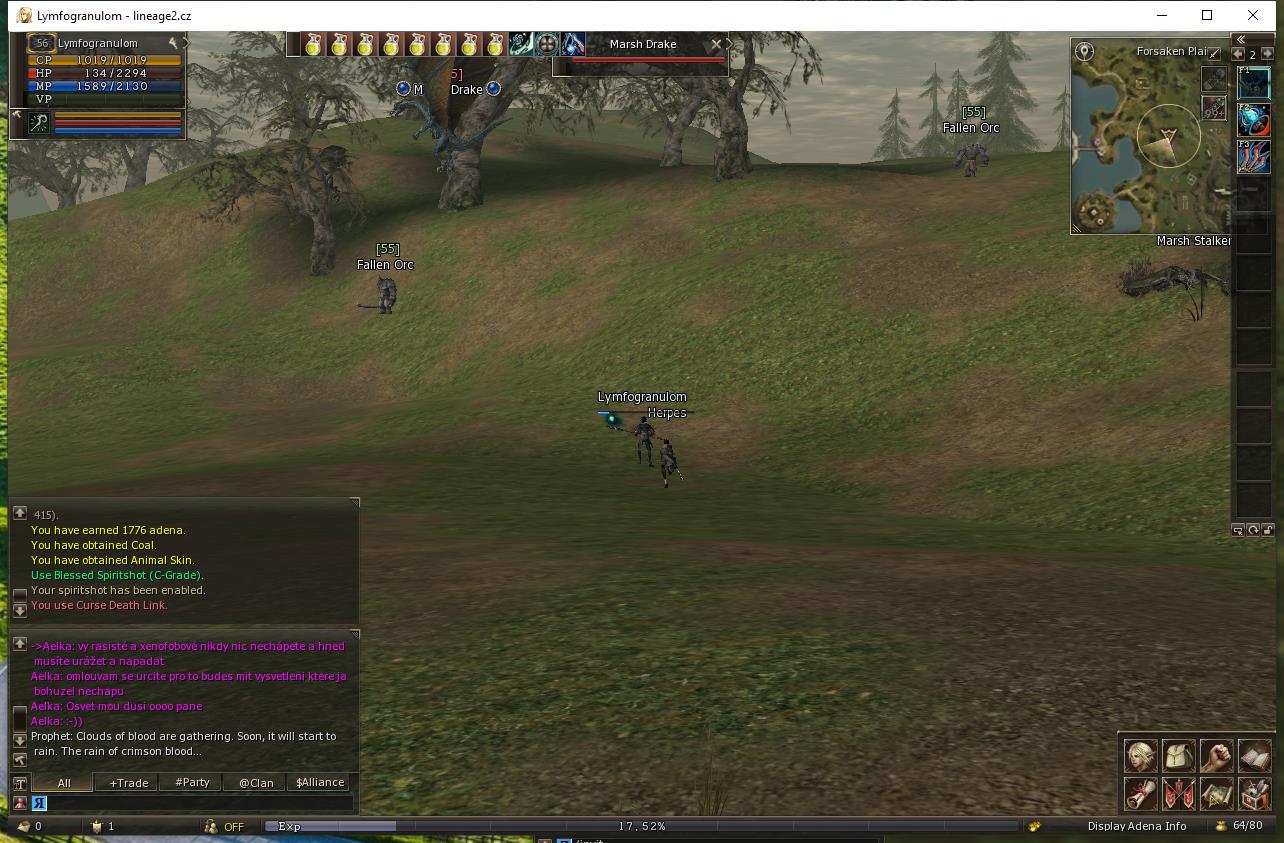 Lymfogranulom - lineage2.cz
56 Lymfogranulom
CP 1019/1019
HP 134/2294
MP 1589/2130
VP
Marsh Drake
Forsaken Plai
2
F1
F2
F3
99+
5]
M Drake
[55]
Fallen Orc
[55]
Fallen Orc
Marsh Stalker
Lymfogranulom
Herpes
415).
You have earned 1776 adena.
You have obtained Coal.
You have obtained Animal Skin.
Use Blessed Spiritshot (C-Grade).
Your spiritshot has been enabled.
You use Curse Death Link.
->Aelka: vy rasisté a xenofobové nikdy nic nechápete a hned
musíte urážet a napadat
Aelka: omlouvam se urcite pro to budes mit vysvetleni ktere ja
bohuzel nechapu
Aelka: Osvet mou dusi oooo pane
Aelka: :-))
Prophet: Clouds of blood are gathering. Soon, it will start to
rain. The rain of crimson blood...
All +Trade #Party @Clan $Alliance
Я
0 1 OFF Exp 17,52% Display Adena Info 64/80